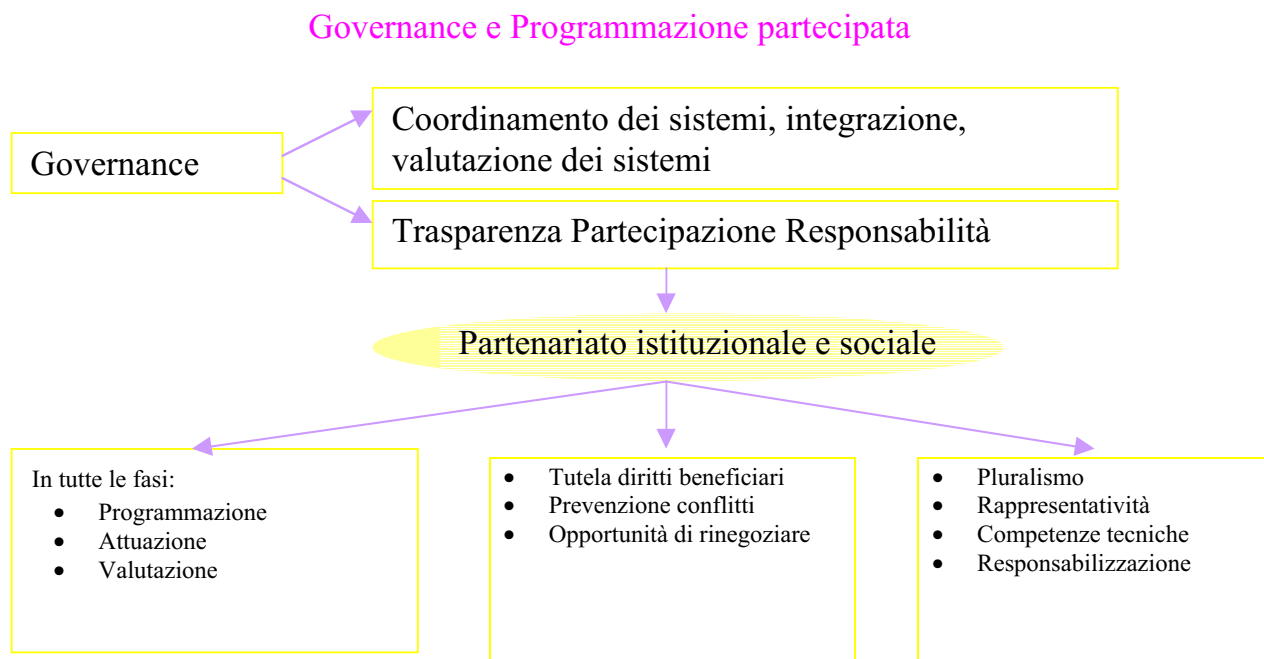 Governance e Programmazione partecipata
Governance
Coordinamento dei sistemi, integrazione,
valutazione dei sistemi
Trasparenza Partecipazione Responsabilità
Partenariato istituzionale e sociale
In tutte le fasi:
• Programmazione
• Attuazione
• Valutazione
• Tutela diritti beneficiari
• Prevenzione conflitti
• Opportunità di rinegoziare
• Pluralismo
• Rappresentatività
• Competenze tecniche
• Responsabilizzazione